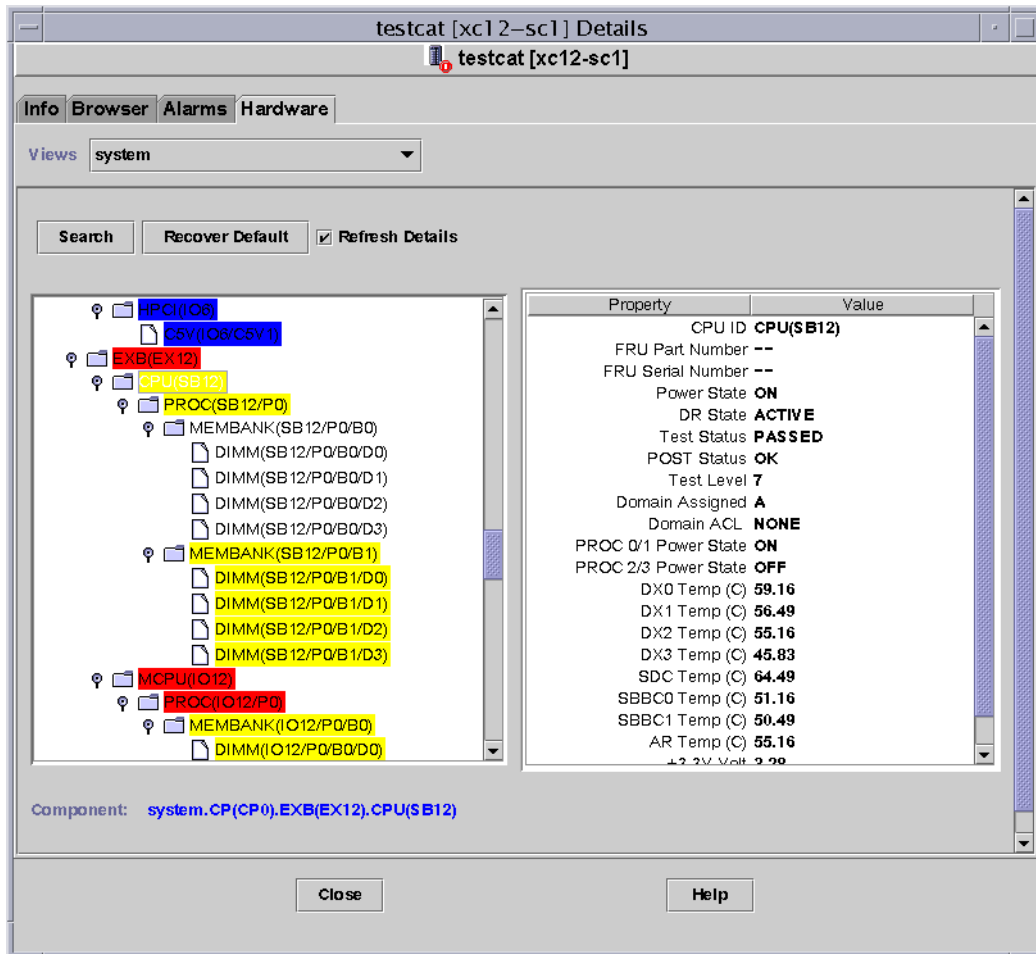 testcat [xc12-sc1] Details
testcat [xc12-sc1]
Info Browser Alarms Hardware
Views system
Search Recover Default Refresh Details
HPCI(IO6)
C5V(IO6/C5V1)
EXB(EX12)
CPU(SB12)
PROC(SB12/P0)
MEMBANK(SB12/P0/B0)
DIMM(SB12/P0/B0/D0)
DIMM(SB12/P0/B0/D1)
DIMM(SB12/P0/B0/D2)
DIMM(SB12/P0/B0/D3)
MEMBANK(SB12/P0/B1)
DIMM(SB12/P0/B1/D0)
DIMM(SB12/P0/B1/D1)
DIMM(SB12/P0/B1/D2)
DIMM(SB12/P0/B1/D3)
MCPU(IO12)
PROC(IO12/P0)
MEMBANK(IO12/P0/B0)
DIMM(IO12/P0/B0/D0)
Property Value
CPU ID CPU(SB12)
FRU Part Number --
FRU Serial Number --
Power State ON
DR State ACTIVE
Test Status PASSED
POST Status OK
Test Level 7
Domain Assigned A
Domain ACL NONE
PROC 0/1 Power State ON
PROC 2/3 Power State OFF
DX0 Temp (C) 59.16
DX1 Temp (C) 56.49
DX2 Temp (C) 55.16
DX3 Temp (C) 45.83
SDC Temp (C) 64.49
SBBC0 Temp (C) 51.16
SBBC1 Temp (C) 50.49
AR Temp (C) 55.16
+3.3V Volt 3.29
Component: system.CP(CP0).EXB(EX12).CPU(SB12)
Close Help